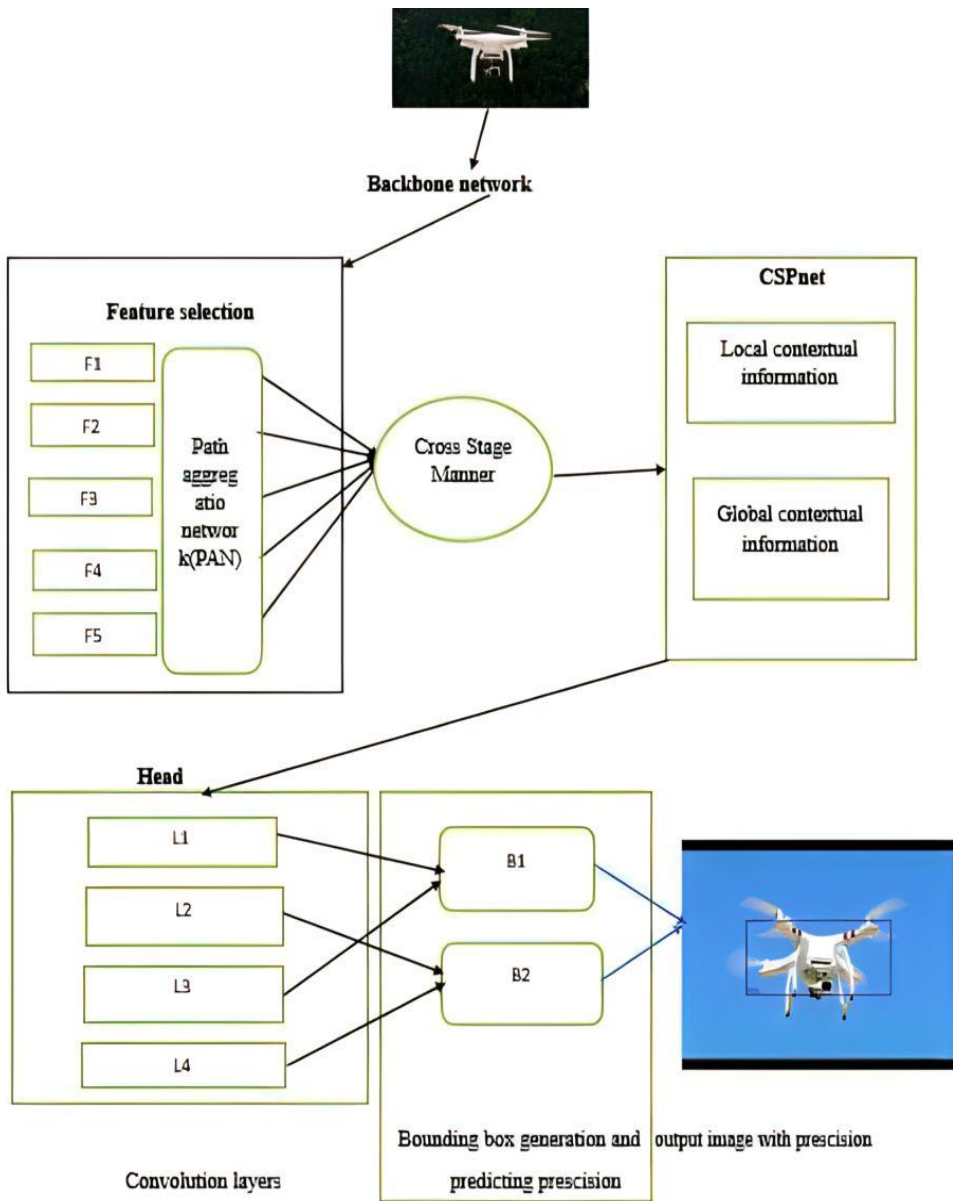 Backbone network
Feature selection
F1
F2
F3
F4
F5
Path
aggreg
atio
networ
k(PAN)
Cross Stage
Manner
CSPnet
Local contextual
information
Global contextual
information
Head
L1
L2
L3
L4
B1
B2
Convolution layers
Bounding box generation and
predicting prescision
output image with prescision